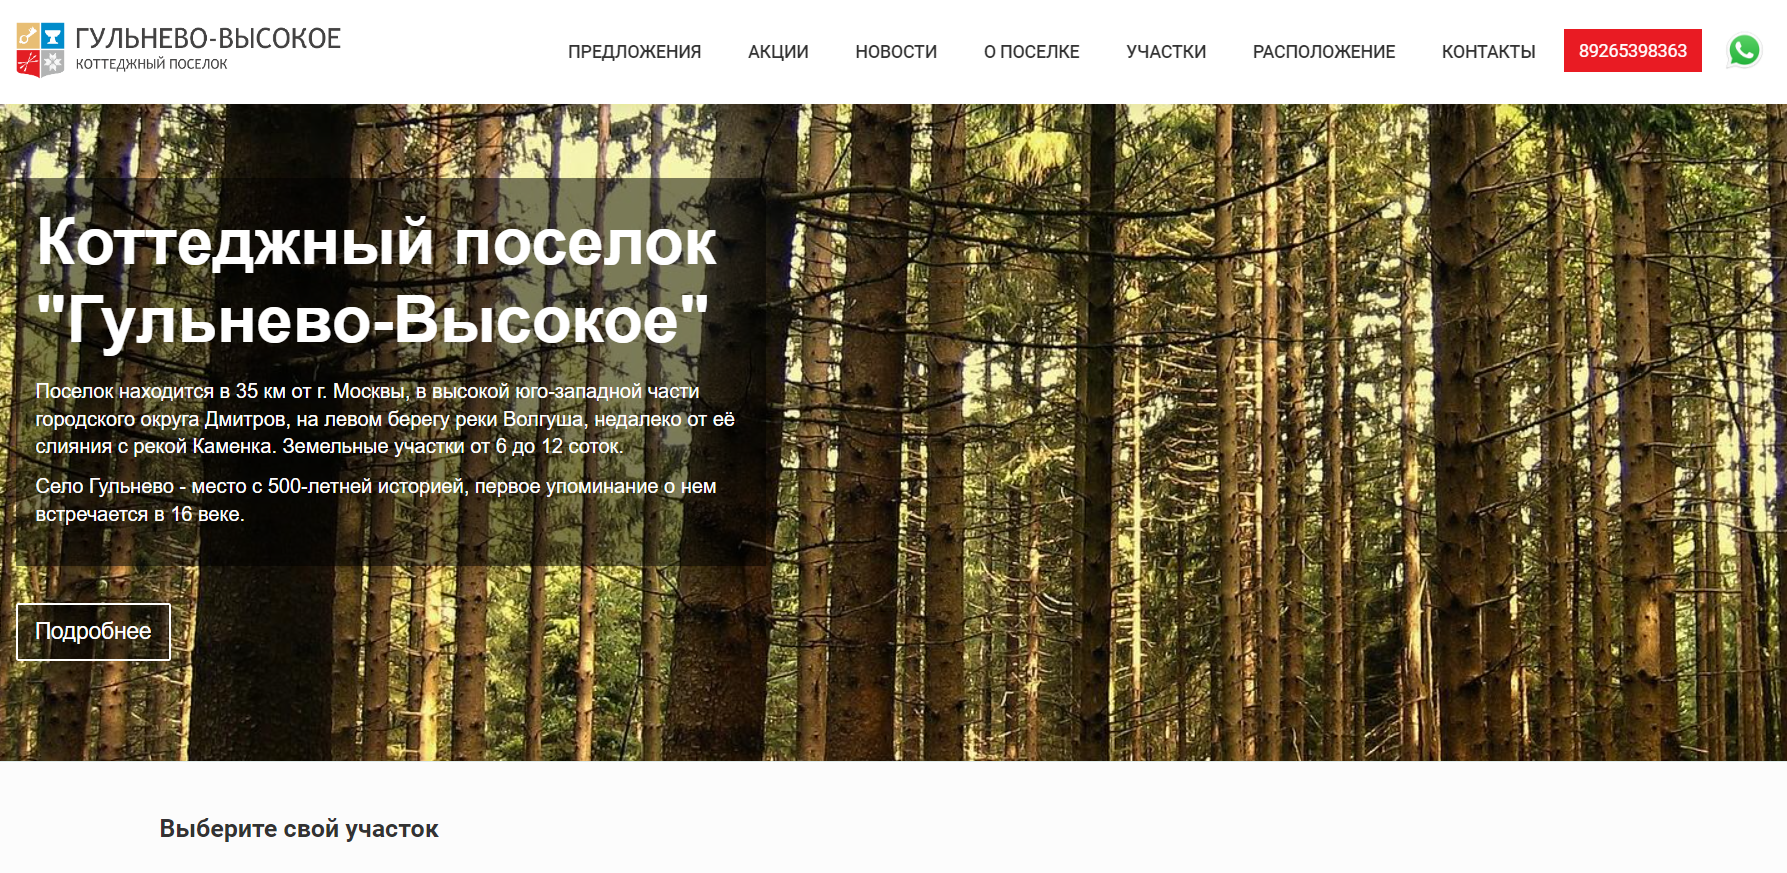 ГУЛЬНЕВО-ВЫСОКОЕ
КОТТЕДЖНЫЙ ПОСЕЛОК
ПРЕДЛОЖЕНИЯ АКЦИИ НОВОСТИ О ПОСЕЛКЕ УЧАСТКИ РАСПОЛОЖЕНИЕ КОНТАКТЫ 89265398363
Коттеджный поселок
"Гульнево-Высокое"
Поселок находится в 35 км от г. Москвы, в высокой юго-западной части
городского округа Дмитров, на левом берегу реки Волгуша, недалеко от её
слияния с рекой Каменка. Земельные участки от 6 до 12 соток.
Село Гульнево - место с 500-летней историей, первое упоминание о нем
встречается в 16 веке.
Подробнее
Выберите свой участок